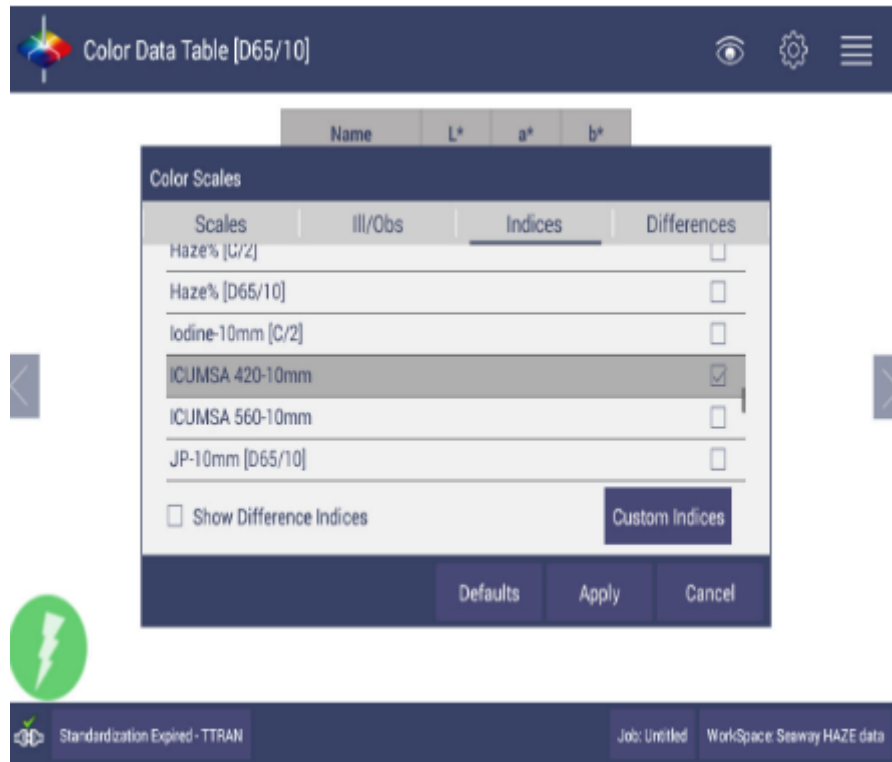 Color Data Table [D65/10]
Name L* a* b*
Color Scales
Scales Ill/Obs Indices Differences
Haze% [C/2]
Haze% [D65/10]
Iodine-10mm [C/2]
ICUMSA 420-10mm
ICUMSA 560-10mm
JP-10mm [D65/10]
Show Difference Indices Custom Indices
Defaults Apply Cancel
Standardization Expired - TTRAN Job: Untitled WorkSpace: Seaway HAZE data